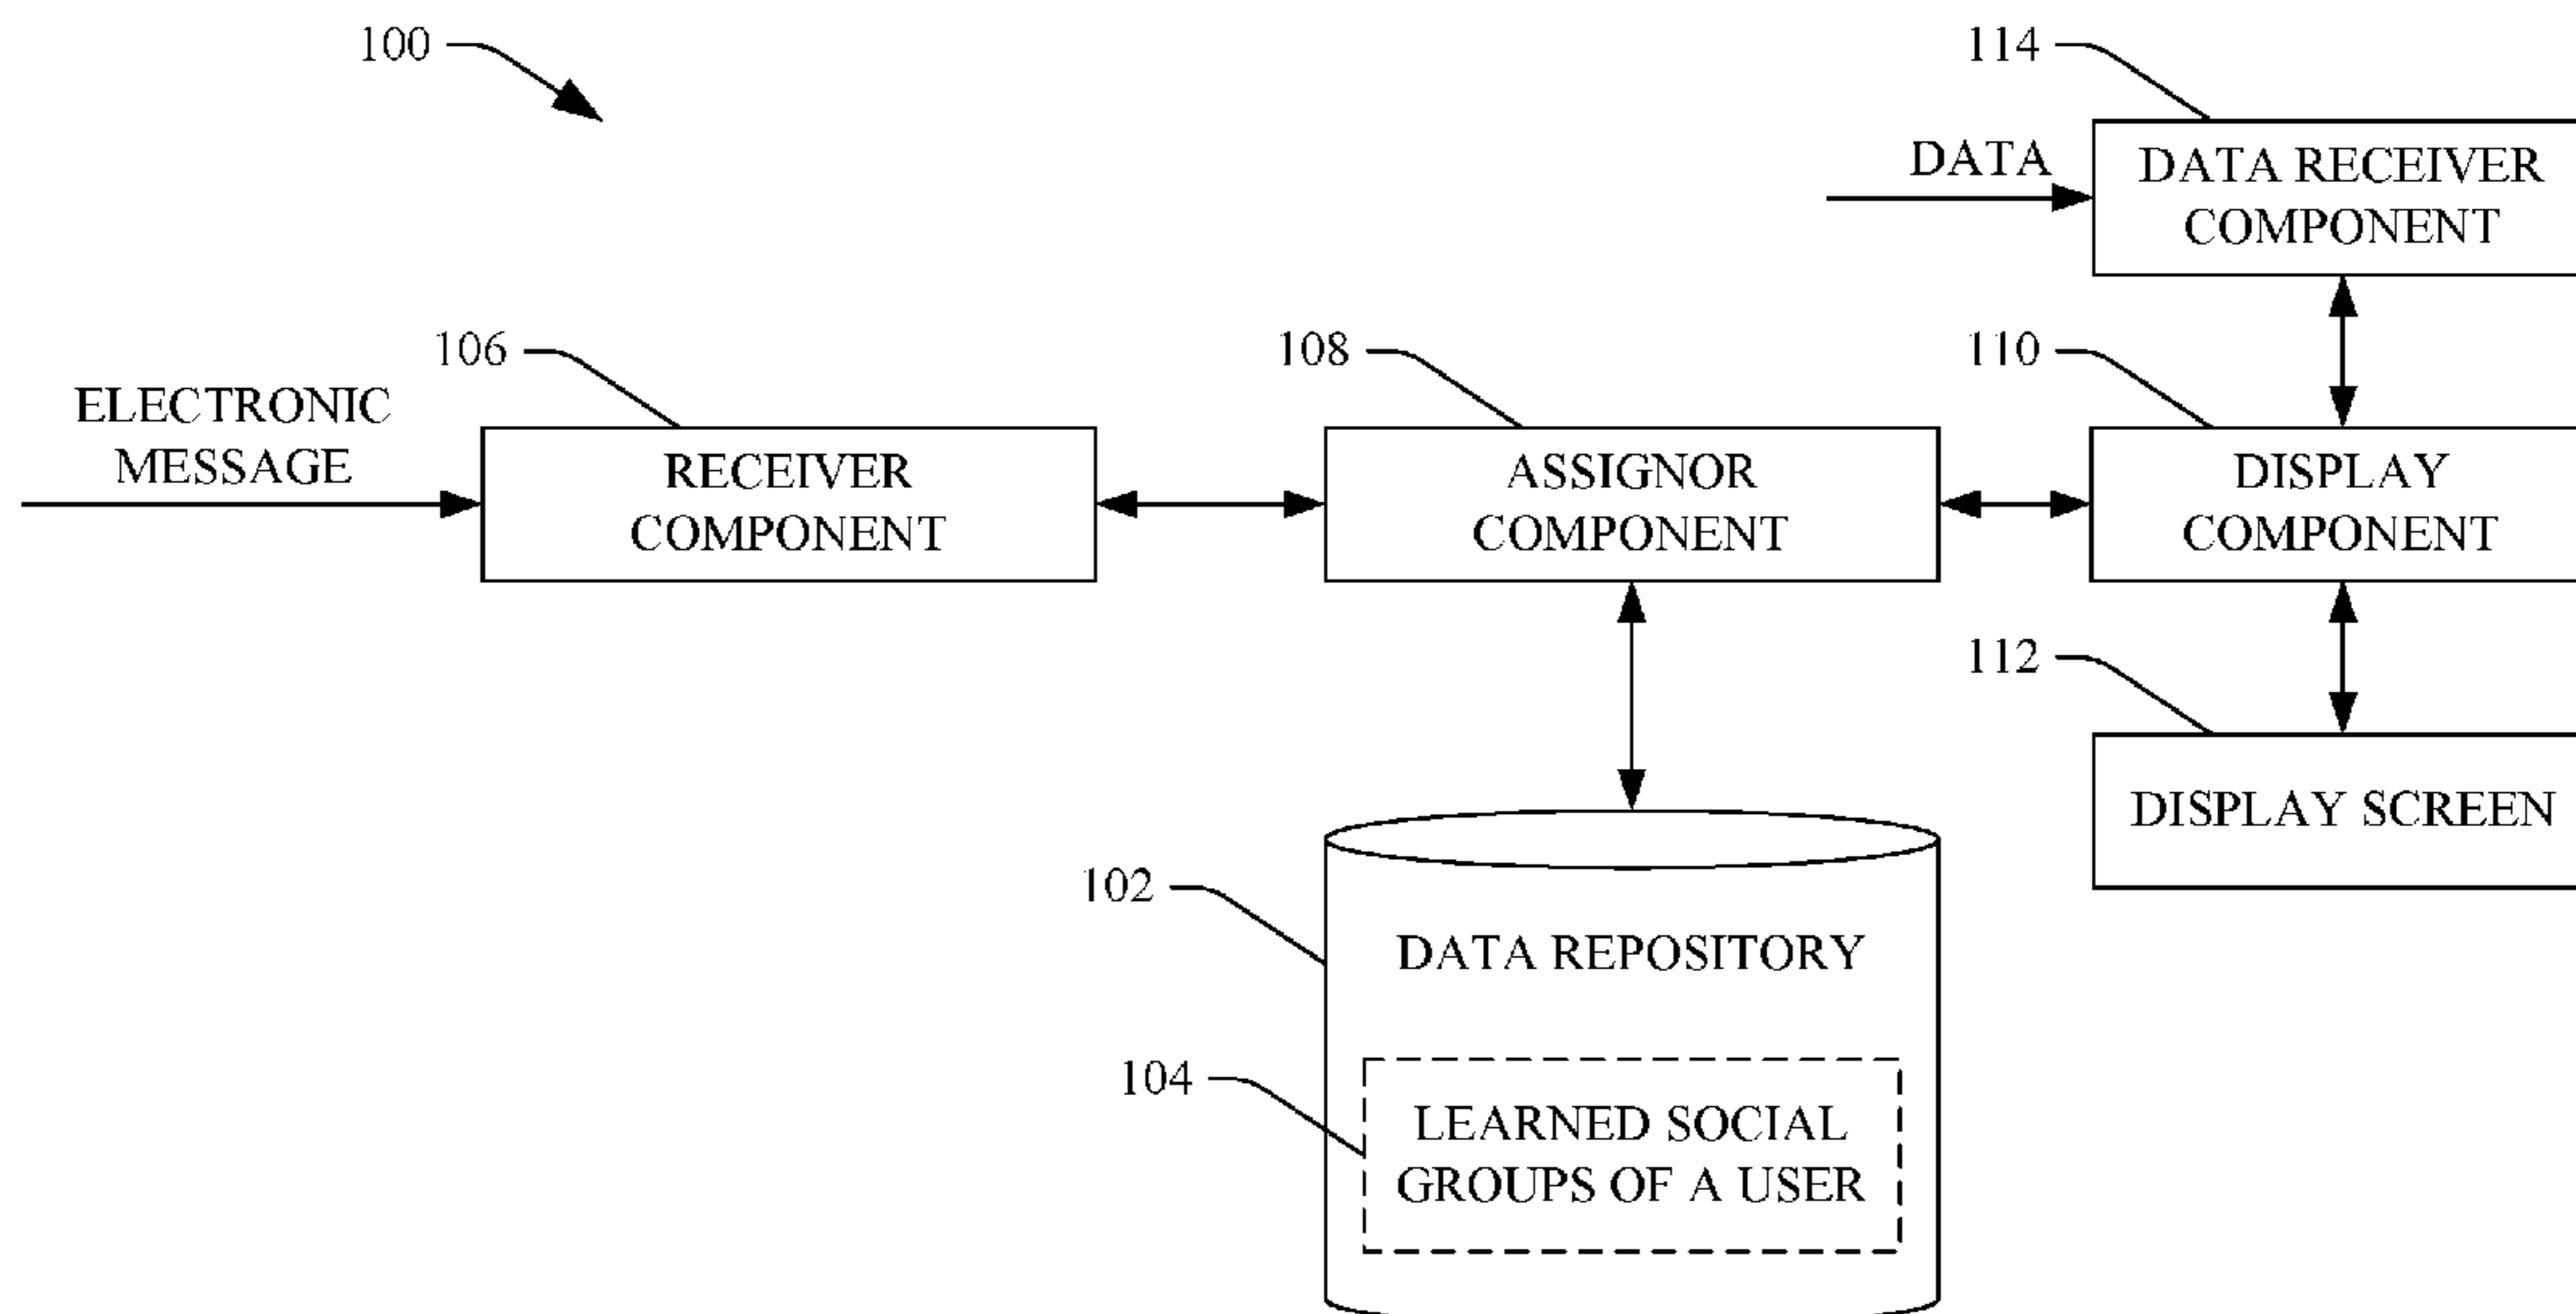 100
114
DATA
DATA RECEIVER
COMPONENT
106
108
110
ELECTRONIC
MESSAGE
RECEIVER
COMPONENT
ASSIGNOR
COMPONENT
DISPLAY
COMPONENT
112
DISPLAY SCREEN
102
DATA REPOSITORY
104
LEARNED SOCIAL
GROUPS OF A USER